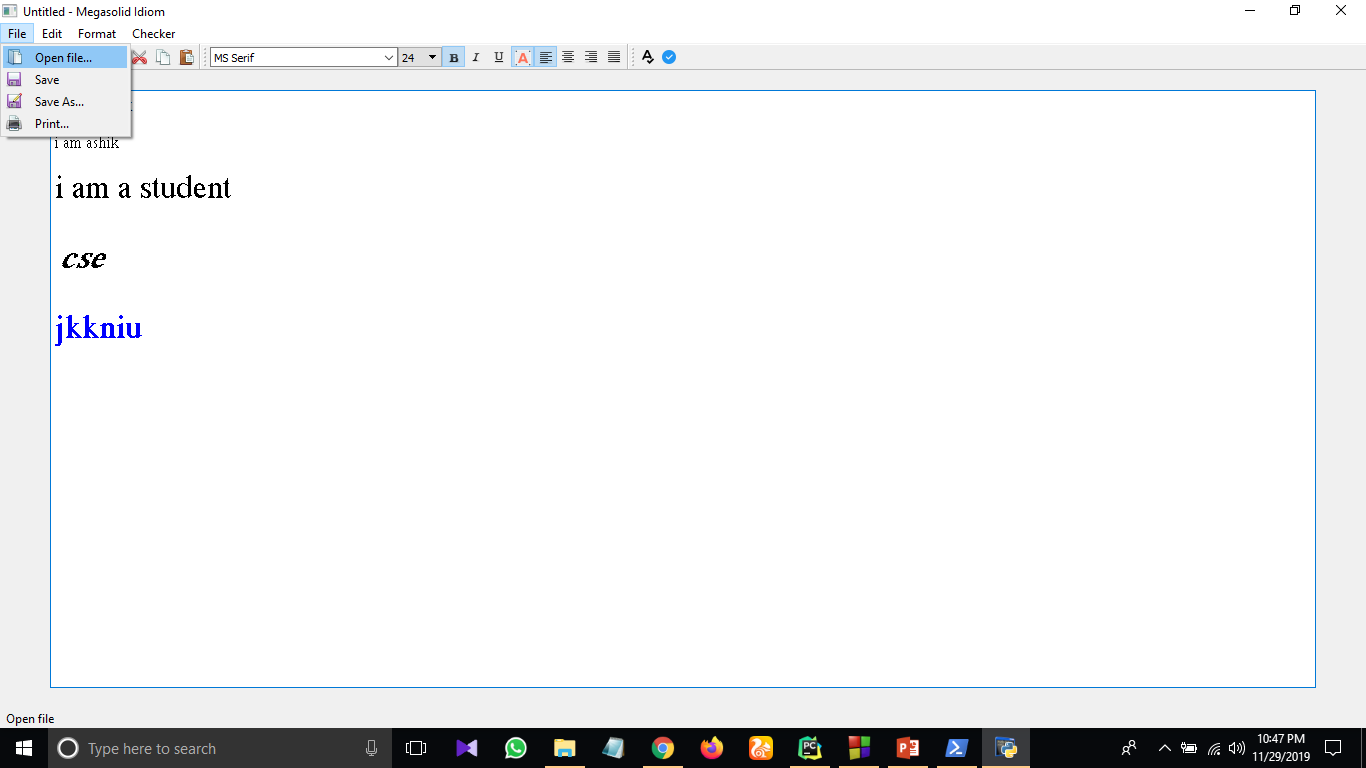 Untitled - Megasolid Idiom
File Edit Format Checker
MS Serif 24 B I U A A
Open file...
Save
Save As...
Print...
i am ashik
i am a student
cse
jkkniu
Open file
Type here to search
PC
10:47 PM
11/29/2019